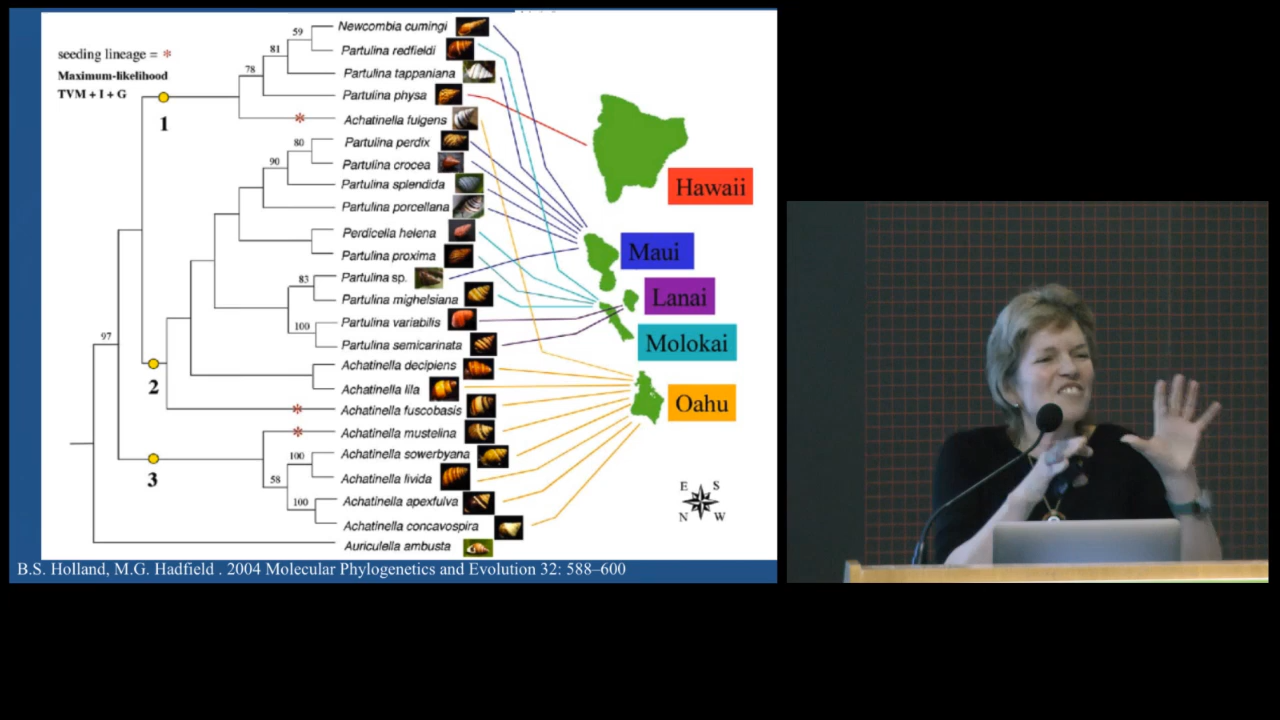 seeding lineage = *
Maximum-likelihood
TVM + I + G
1
2
3
97
78
81
59
90
80
83
100
100
58
100
Newcombia cumingi
Partulina redfieldi
Partulina tappaniana
Partulina physa
Achatinella fulgens
Partulina perdix
Partulina crocea
Partulina splendida
Partulina porcellana
Perdicella helena
Partulina proxima
Partulina sp.
Partulina mighelsiana
Partulina variabilis
Partulina semicarinata
Achatinella decipiens
Achatinella lila
Achatinella fuscobasis
Achatinella mustelina
Achatinella sowerbyana
Achatinella livida
Achatinella apexfulva
Achatinella concavospira
Auriculella ambusta
Hawaii
Maui
Lanai
Molokai
Oahu
E S
N W
B.S. Holland, M.G. Hadfield . 2004 Molecular Phylogenetics and Evolution 32: 588–600